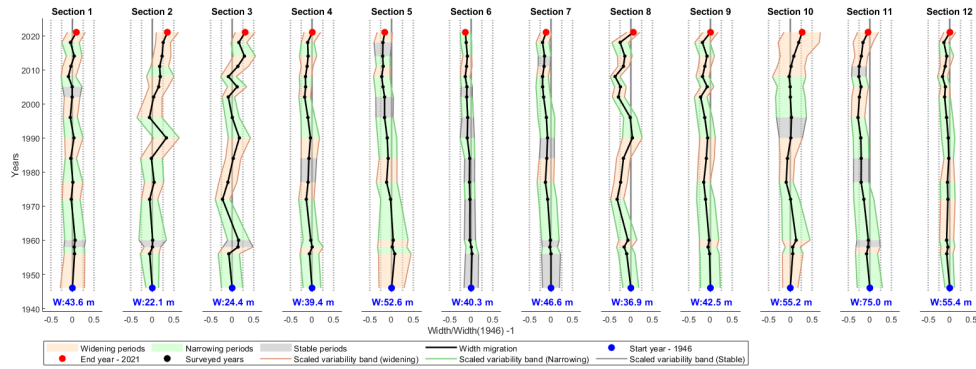 Section 1 Section 2 Section 3 Section 4 Section 5 Section 6 Section 7 Section 8 Section 9 Section 10 Section 11 Section 12
2020
2010
2000
1990
1980
1970
1960
1950
1940
Years
W:43.6 m W:22.1 m W:24.4 m W:39.4 m W:52.6 m W:40.3 m W:46.6 m W:36.9 m W:42.5 m W:55.2 m W:75.0 m W:55.4 m
-0.5 0 0.5 -0.5 0 0.5 -0.5 0 0.5 -0.5 0 0.5 -0.5 0 0.5 -0.5 0 0.5 -0.5 0 0.5 -0.5 0 0.5 -0.5 0 0.5 -0.5 0 0.5 -0.5 0 0.5 -0.5 0 0.5
Width/Width(1946) -1
Widening periods Narrowing periods Stable periods Width migration Start year - 1946
End year - 2021 Surveyed years Scaled variability band (widening) Scaled variability band (Narrowing) Scaled variability band (Stable)